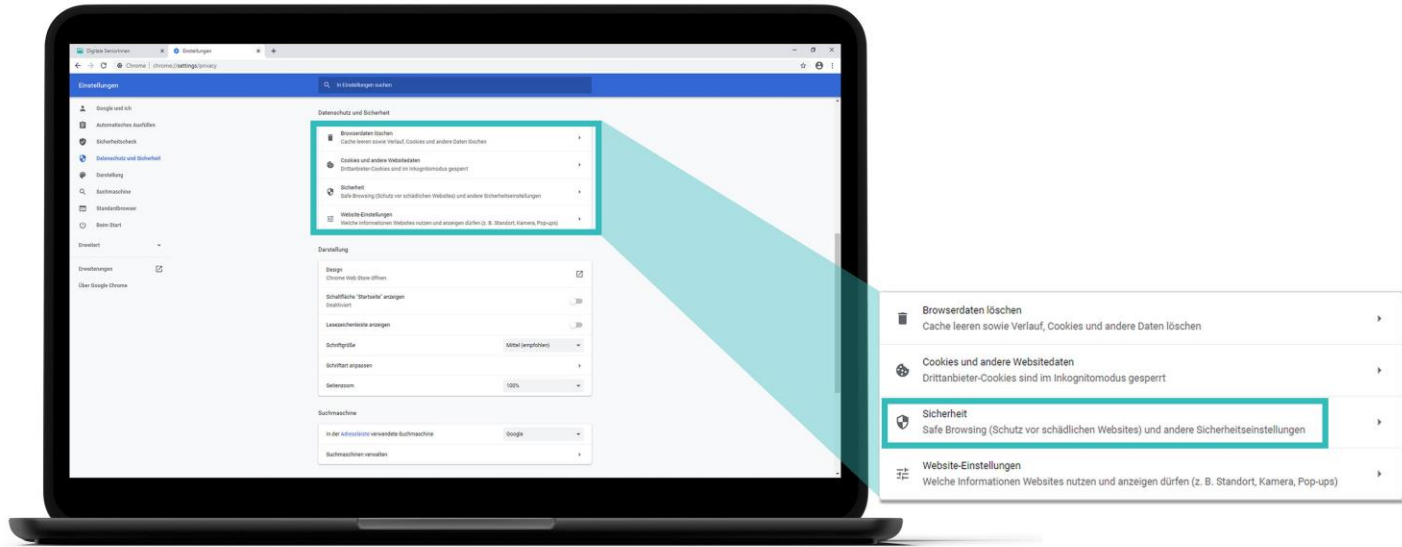 Digitale SeniorInnen
Einstellungen
Chrome | chrome://settings/privacy
Einstellungen
In Einstellungen suchen
Google und ich
Automatisches Ausfüllen
Sicherheitscheck
Datenschutz und Sicherheit
Darstellung
Suchmaschine
Standardbrowser
Beim Start
Erweitert
Erweiterungen
Über Google Chrome
Datenschutz und Sicherheit
Browserdaten löschen
Cache leeren sowie Verlauf, Cookies und andere Daten löschen
Cookies und andere Websitedaten
Drittanbieter-Cookies sind im Inkognitomodus gesperrt
Sicherheit
Safe Browsing (Schutz vor schädlichen Websites) und andere Sicherheitseinstellungen
Website-Einstellungen
Welche Informationen Websites nutzen und anzeigen dürfen (z. B. Standort, Kamera, Pop-ups)
Darstellung
Design
Chrome Web Store öffnen
Schaltfläche "Startseite" anzeigen
Deaktiviert
Lesezeichenleiste anzeigen
Schriftgröße
Mittel (empfohlen)
Schriftart anpassen
Seitenzoom
100%
Suchmaschine
In der Adressleiste verwendete Suchmaschine
Google
Suchmaschinen verwalten
Browserdaten löschen
Cache leeren sowie Verlauf, Cookies und andere Daten löschen
Cookies und andere Websitedaten
Drittanbieter-Cookies sind im Inkognitomodus gesperrt
Sicherheit
Safe Browsing (Schutz vor schädlichen Websites) und andere Sicherheitseinstellungen
Website-Einstellungen
Welche Informationen Websites nutzen und anzeigen dürfen (z. B. Standort, Kamera, Pop-ups)